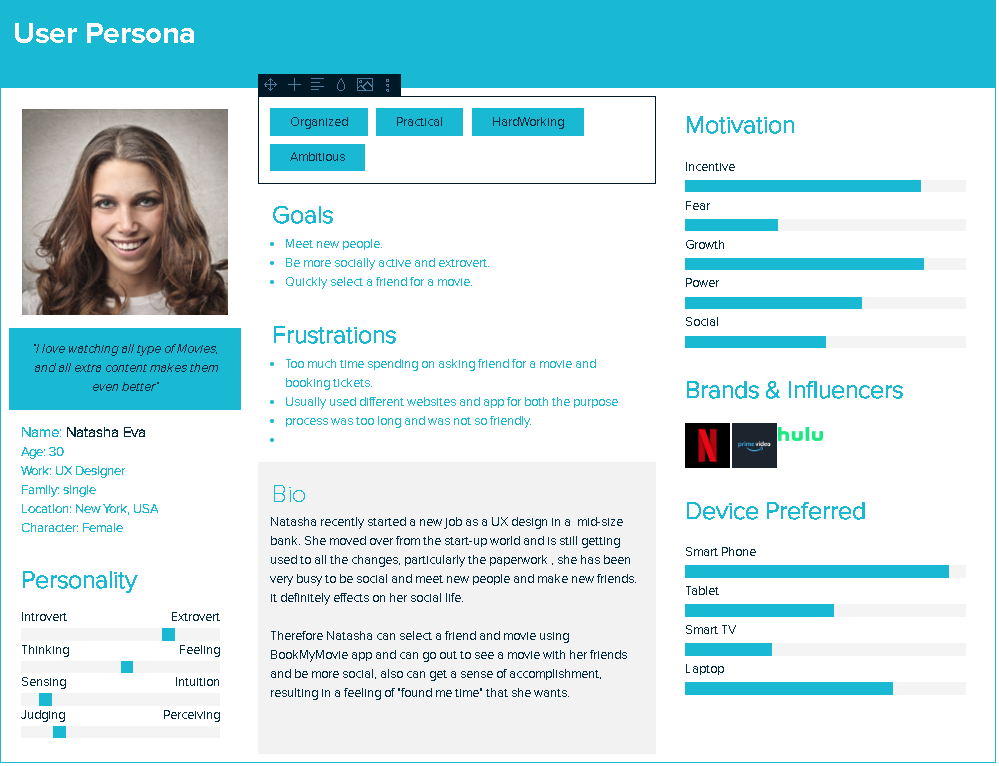 User Persona
"I love watching all type of Movies,
and all extra content makes them
even better"
Name: Natasha Eva
Age: 30
Work: UX Designer
Family: single
Location: New York, USA
Character: Female
Personality
Introvert Extrovert
Thinking Feeling
Sensing Intuition
Judging Perceiving
Organized Practical HardWorking
Ambitious
Goals
• Meet new people.
• Be more socially active and extrovert.
• Quickly select a friend for a movie.
Frustrations
• Too much time spending on asking friend for a movie and
booking tickets.
• Usually used different websites and app for both the purpose
• process was too long and was not so friendly.
•
Bio
Natasha recently started a new job as a UX design in a mid-size
bank. She moved over from the start-up world and is still getting
used to all the changes, particularly the paperwork , she has been
very busy to be social and meet new people and make new friends.
it definitely effects on her social life.
Therefore Natasha can select a friend and movie using
BookMyMovie app and can go out to see a movie with her friends
and be more social, also can get a sense of accomplishment,
resulting in a feeling of "found me time" that she wants.
Motivation
Incentive
Fear
Growth
Power
Social
Brands & Influencers
N prime video hulu
Device Preferred
Smart Phone
Tablet
Smart TV
Laptop